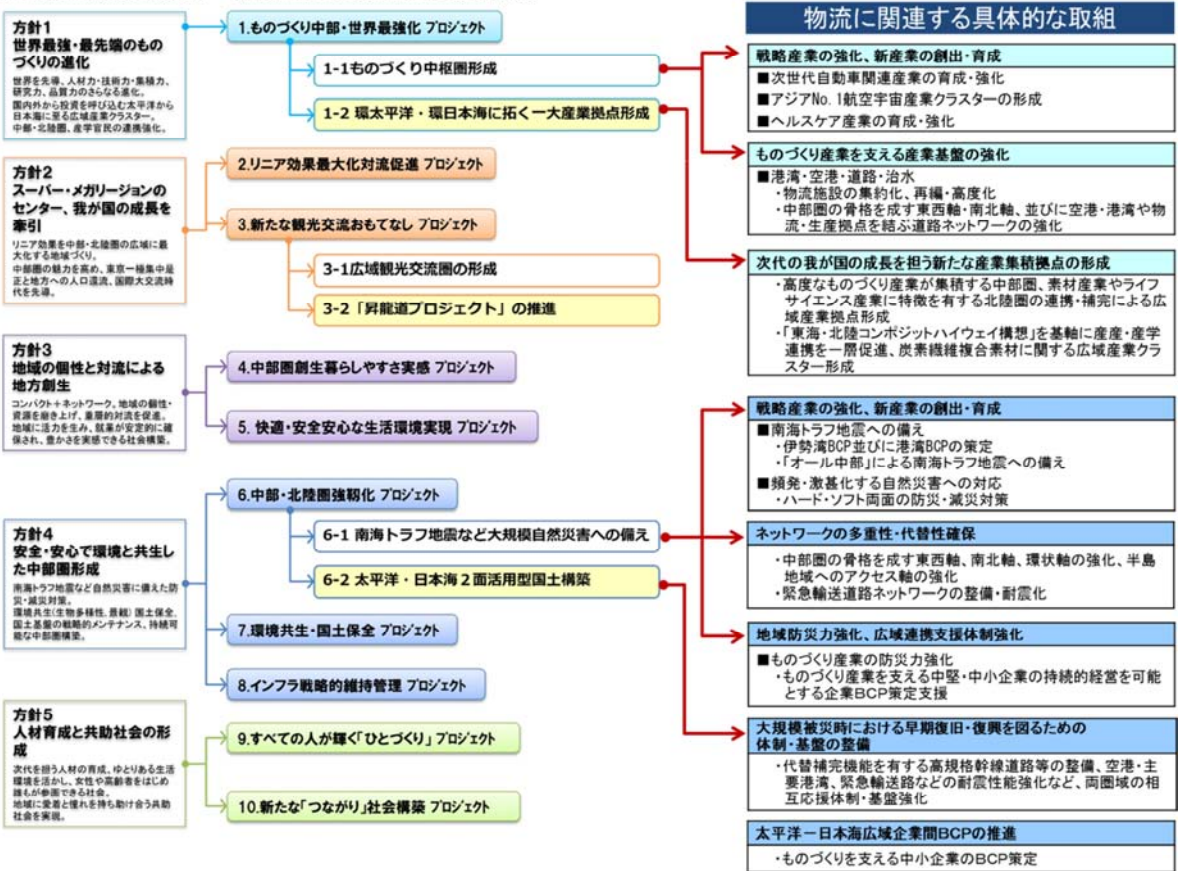 方針1
世界最強・最先端のもの
づくりの進化
世界を先導、人材力・技術力・集積力、
研究力、品質力のさらなる進化。
国内外から投資を呼び込む太平洋から
日本海に至る広域産業クラスター。
中部・北陸圏、産学官民の連携強化。
方針2
スーパー・メガリージョンの
センター、我が国の成長を
牽引
リニア効果を中部・北陸圏の広域に最
大化する地域づくり。
中部圏の魅力を高め、東京一極集中是
正と地方への人口還流、国際大交流時
代を先導。
方針3
地域の個性と対流による
地方創生
コンパクト+ネットワーク、地域の個性・
資源を磨き上げ、重層的対流を促進。
地域に活力を生み、就業が安定的に確
保され、豊かさを実感できる社会構築。
方針4
安全・安心で環境と共生し
た中部圏形成
南海トラフ地震など自然災害に備えた防
災・減災対策。
環境共生(生物多様性、景観)国土保全、
国土基盤の戦略的メンテナンス、持続可
能な中部圏構築。
方針5
人材育成と共助社会の形
成
次代を担う人材の育成、ゆとりある生活
環境を活かし、女性や高齢者をはじめ
誰もが参画できる社会。
地域に愛着と憧れを持ち助け合う共助
社会を実現。
1.ものづくり中部・世界最強化 プロジェクト
1-1ものづくり中枢圏形成
1-2 環太平洋・環日本海に拓く一大産業拠点形成
2.リニア効果最大化対流促進 プロジェクト
3.新たな観光交流おもてなし プロジェクト
3-1広域観光交流圏の形成
3-2「昇龍道プロジェクト」の推進
4.中部圏創生暮らしやすさ実感 プロジェクト
5. 快適・安全安心な生活環境実現 プロジェクト
6.中部・北陸圏強靱化 プロジェクト
6-1 南海トラフ地震など大規模自然災害への備え
6-2 太平洋・日本海2面活用型国土構築
7.環境共生・国土保全 プロジェクト
8.インフラ戦略的維持管理 プロジェクト
9.すべての人が輝く「ひとづくり」プロジェクト
10.新たな「つながり」社会構築 プロジェクト
物流に関連する具体的な取組
戦略産業の強化、新産業の創出・育成
■次世代自動車関連産業の育成・強化
■アジアNo.1航空宇宙産業クラスターの形成
■ヘルスケア産業の育成・強化
ものづくり産業を支える産業基盤の強化
■港湾・空港・道路・治水
・物流施設の集約化、再編・高度化
・中部圏の骨格を成す東西軸・南北軸、並びに空港・港湾や物
流・生産拠点を結ぶ道路ネットワークの強化
次代の我が国の成長を担う新たな産業集積拠点の形成
・高度なものづくり産業が集積する中部圏、素材産業やライフ
サイエンス産業に特徴を有する北陸圏の連携・補完による広
域産業拠点形成
・「東海・北陸コンポジットハイウェイ構想」を基軸に産産・産学
連携を一層促進、炭素繊維複合素材に関する広域産業クラ
スター形成
戦略産業の強化、新産業の創出・育成
■南海トラフ地震への備え
・伊勢湾BCP並びに港湾BCPの策定
・「オール中部」による南海トラフ地震への備え
■頻発・激甚化する自然災害への対応
・ハード・ソフト両面の防災・減災対策
ネットワークの多重性・代替性確保
・中部圏の骨格を成す東西軸、南北軸、環状軸の強化、半島
地域へのアクセス軸の強化
・緊急輸送道路ネットワークの整備・耐震化
地域防災力強化、広域連携支援体制強化
■ものづくり産業の防災力強化
・ものづくり産業を支える中堅・中小企業の持続的経営を可能
とする企業BCP策定支援
大規模被災時における早期復旧・復興を図るための
体制・基盤の整備
・代替補完機能を有する高規格幹線道路等の整備、空港・主
要港湾、緊急輸送路などの耐震性能強化など、両圏域の相
互応援体制・基盤強化
太平洋-日本海広域企業間BCPの推進
・ものづくりを支える中小企業のBCP策定